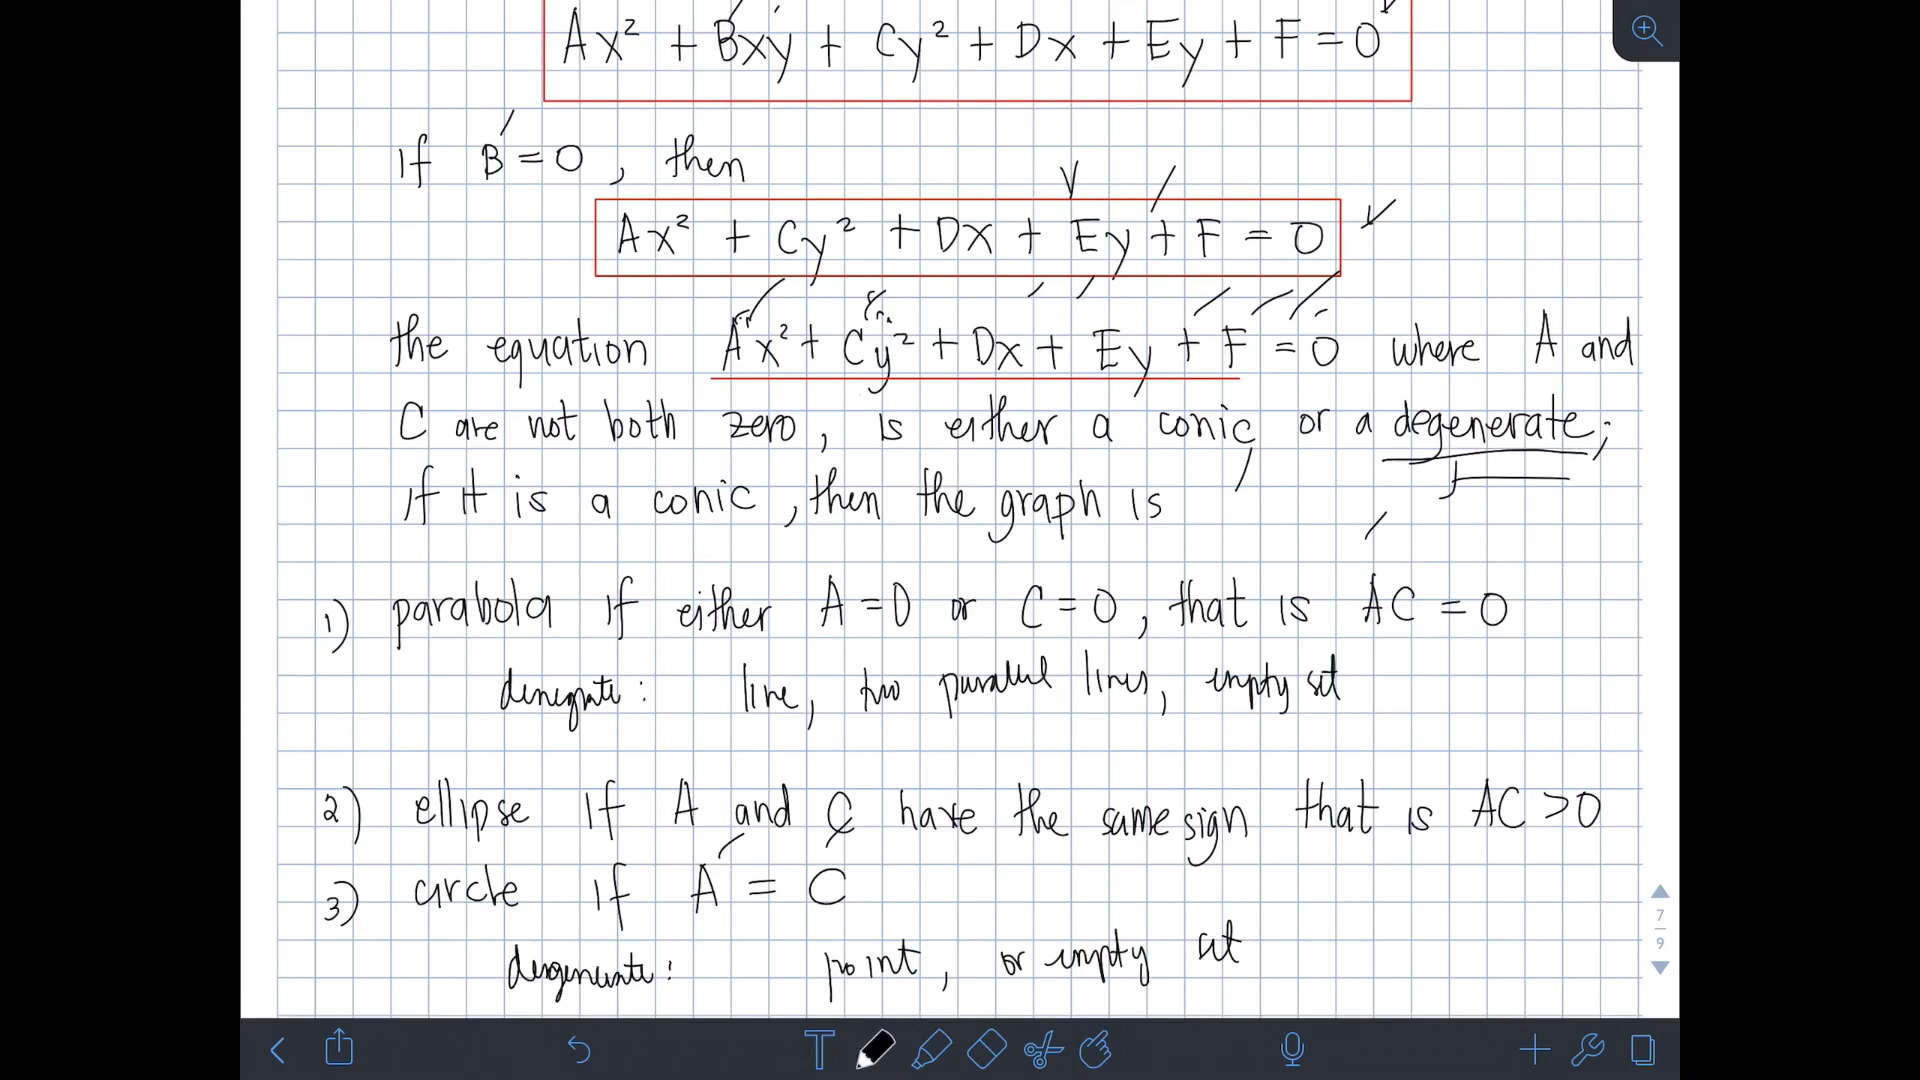 Ax² + Bxy + Cy² + Dx + Ey + F = 0
If B = 0, then
Ax² + Cy² + Dx + Ey + F = 0
the equation Ax² + Cy² + Dx + Ey + F = 0 where A and
C are not both zero, is either a conic or a degenerate;
if it is a conic, then the graph is
1) parabola if either A = 0 or C = 0, that is AC = 0
denegrate: line, two parallel lines, empty set
2) ellipse if A and C have the same sign that is AC > 0
3) circle if A = C
degenerate: point, or empty set
7
9